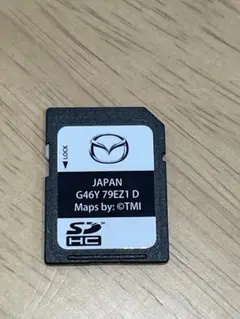 LOCK
JAPAN
G46Y 79EZ1 D
Maps by: ©TMI
SD
HC